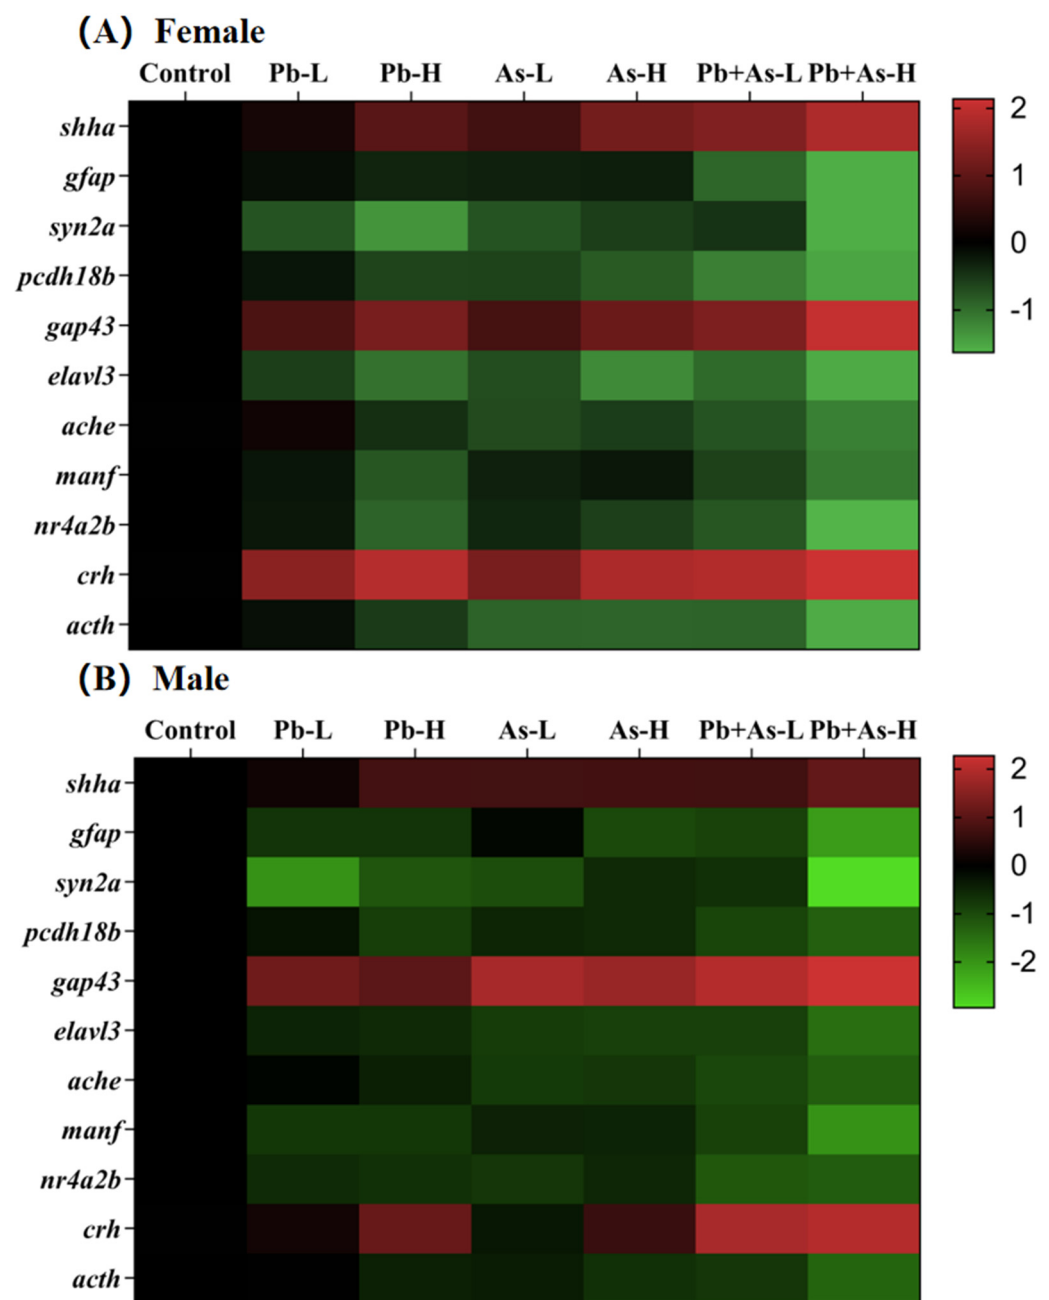 (A) Female
Control Pb-L Pb-H As-L As-H Pb+As-L Pb+As-H
shha
gfap
syn2a
pcdh18b
gap43
elavl3
ache
manf
nr4a2b
crh
acth
2
1
0
-1
(B) Male
Control Pb-L Pb-H As-L As-H Pb+As-L Pb+As-H
shha
gfap
syn2a
pcdh18b
gap43
elavl3
ache
manf
nr4a2b
crh
acth
2
1
0
-1
-2